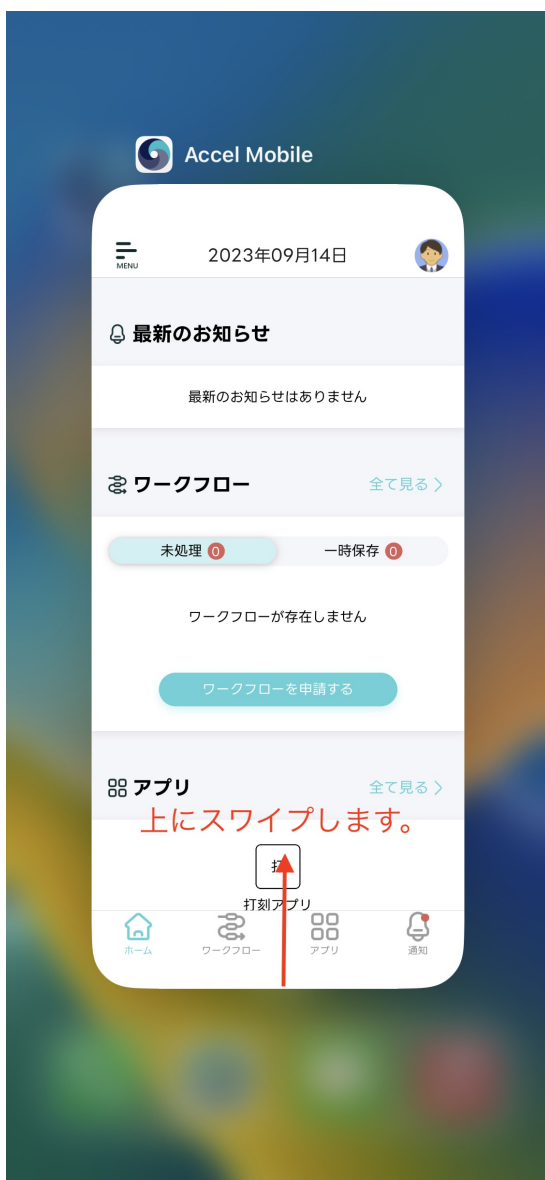 Accel Mobile
MENU
2023年09月14日
最新のお知らせ
最新のお知らせはありません
ワークフロー
全て見る
未処理 0
一時保存 0
ワークフローが存在しません
ワークフローを申請する
アプリ
全て見る
上にスワイプします。
打
打刻アプリ
ホーム
ワークフロー
アプリ
通知